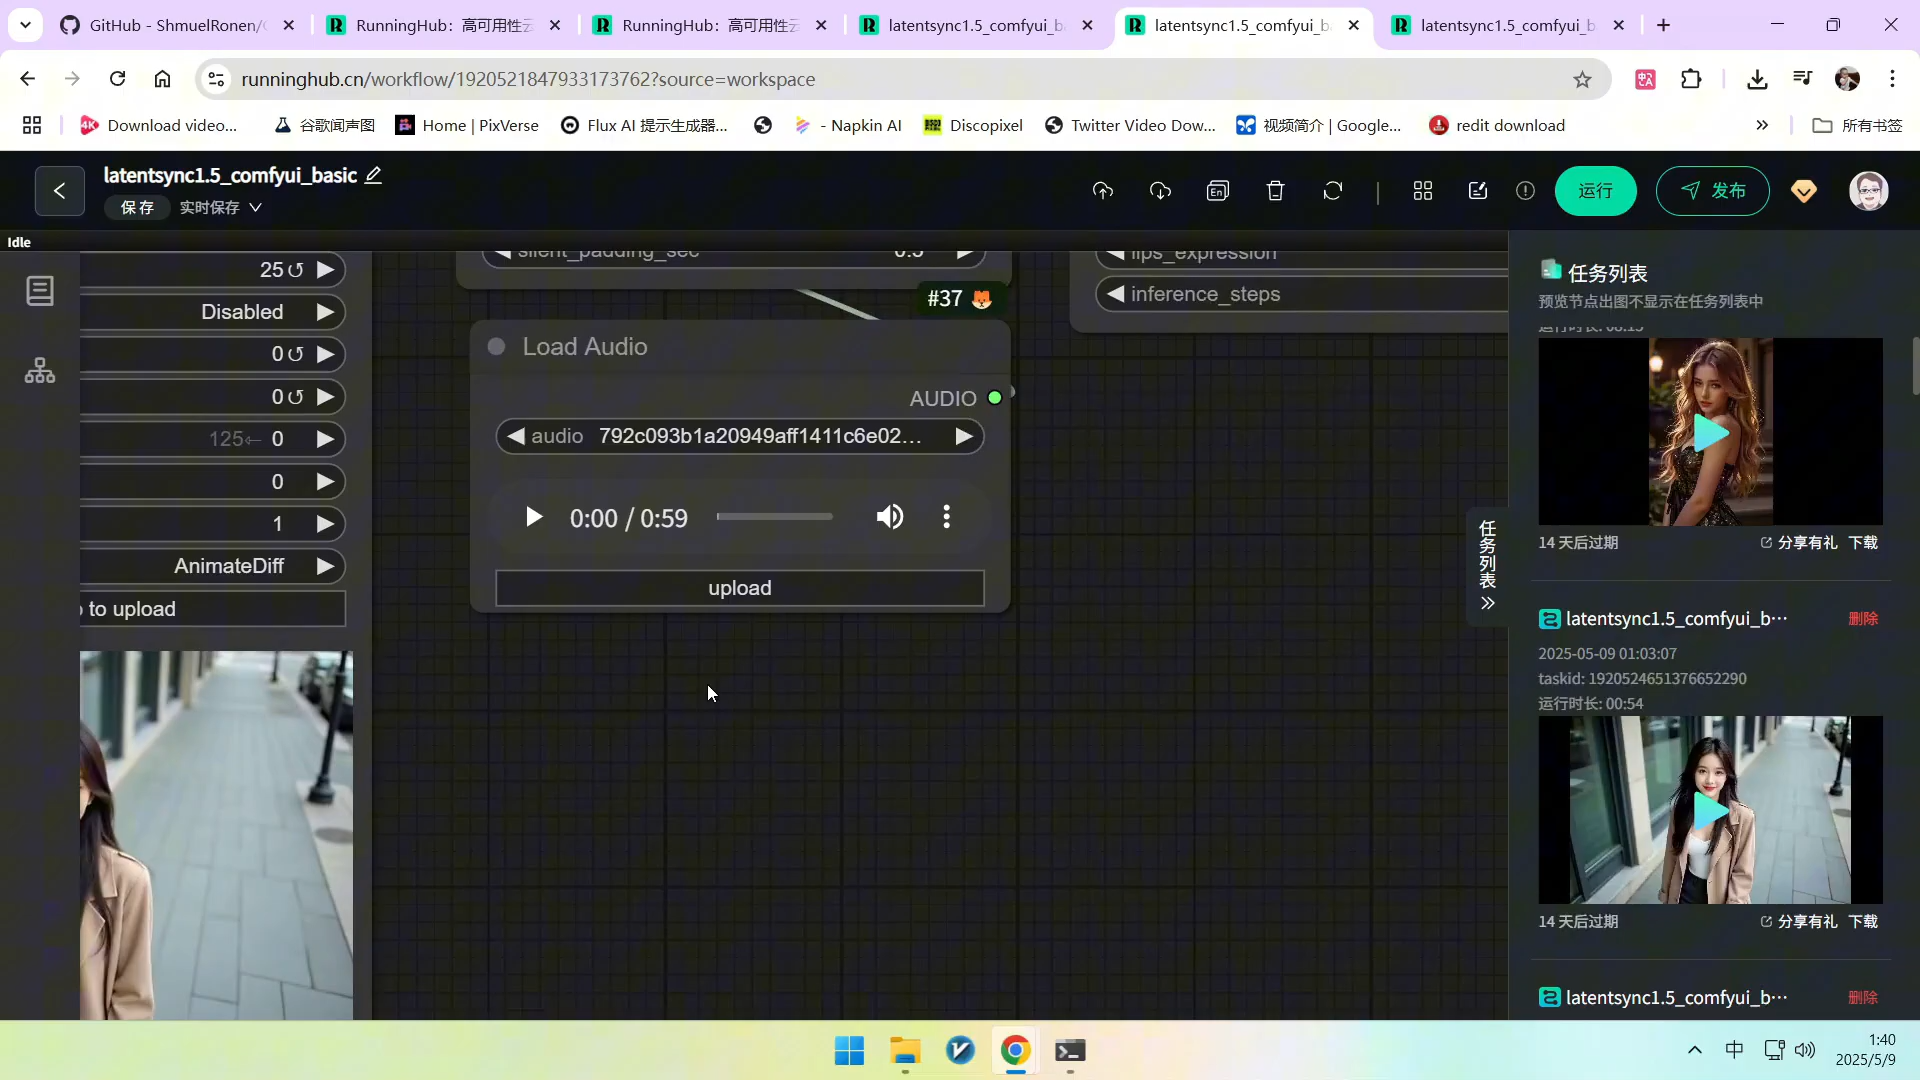 GitHub - ShmuelRonen/
RunningHub：高可用性云
RunningHub：高可用性云
latentsync1.5_comfyui_b
latentsync1.5_comfyui_b
latentsync1.5_comfyui_b
runninghub.cn/workflow/1920521847933173762?source=workspace
Download video...
谷歌闻声图
Home | PixVerse
Flux AI 提示生成器...
- Napkin AI
Discopixel
Twitter Video Dow...
视频简介 | Google...
redit download
所有书签
latentsync1.5_comfyui_basic
保存
实时保存
En
运行
发布
Idle
25
Disabled
0
0
125← 0
0
1
AnimateDiff
to upload
silent_padding_sec 0.5
#37
Load Audio
AUDIO
audio 792c093b1a20949aff1411c6e02...
0:00 / 0:59
upload
lips_expression
inference_steps
任务列表
任务列表
预览节点出图不显示在任务列表中
14 天后过期
分享有礼 下载
latentsync1.5_comfyui_b···
删除
2025-05-09 01:03:07
taskid: 1920524651376652290
运行时长: 00:54
14 天后过期
分享有礼 下载
latentsync1.5_comfyui_b···
删除
中
1:40
2025/5/9